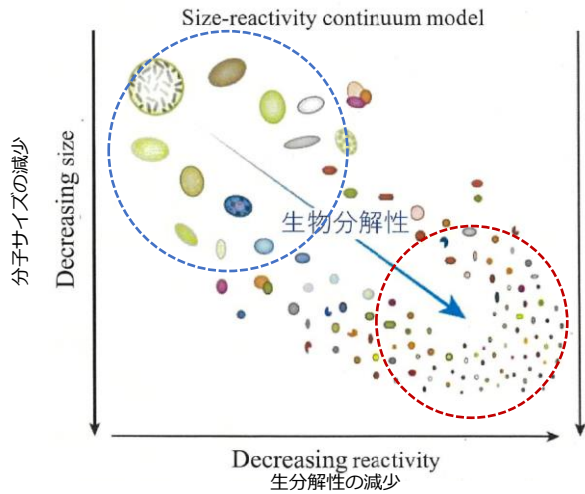 Size-reactivity continuum model
分子サイズの減少
Decreasing size
生物分解性
Decreasing reactivity
生分解性の減少